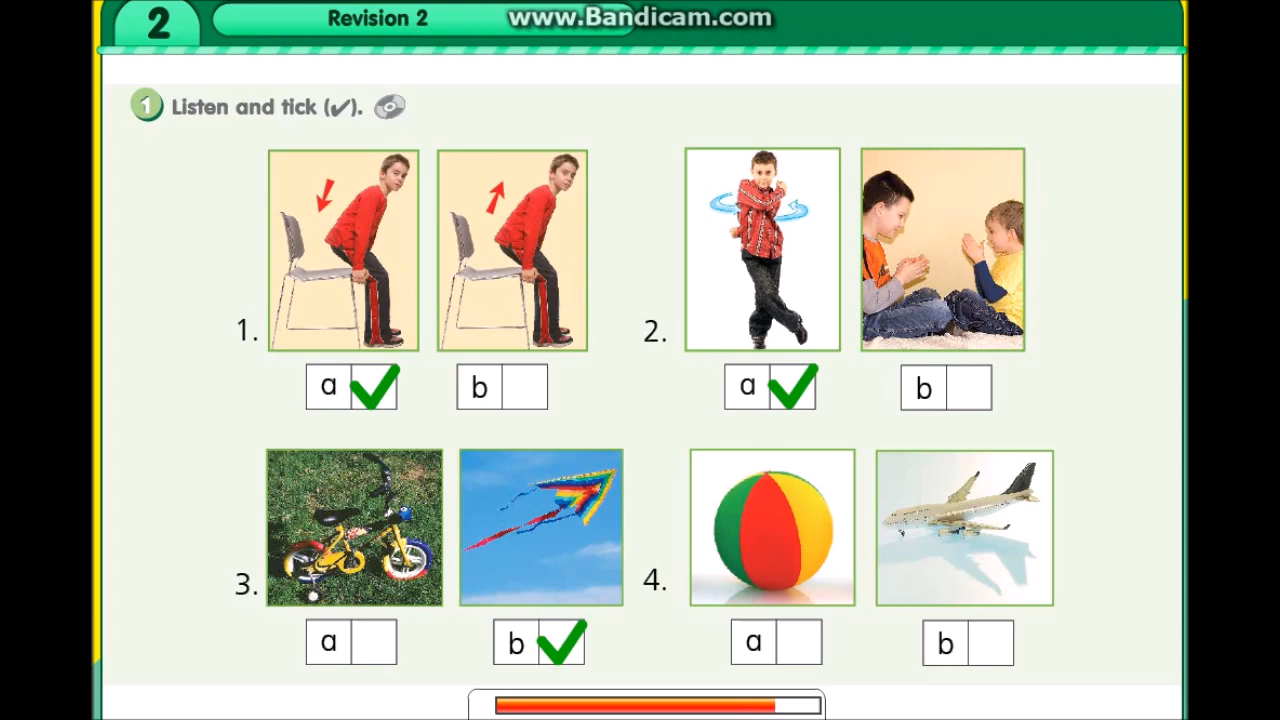 2
Revision 2
www.Bandicam.com
1 Listen and tick (✔).
1.
a ✔ b
2.
a ✔ b
3.
a b ✔
4.
a b